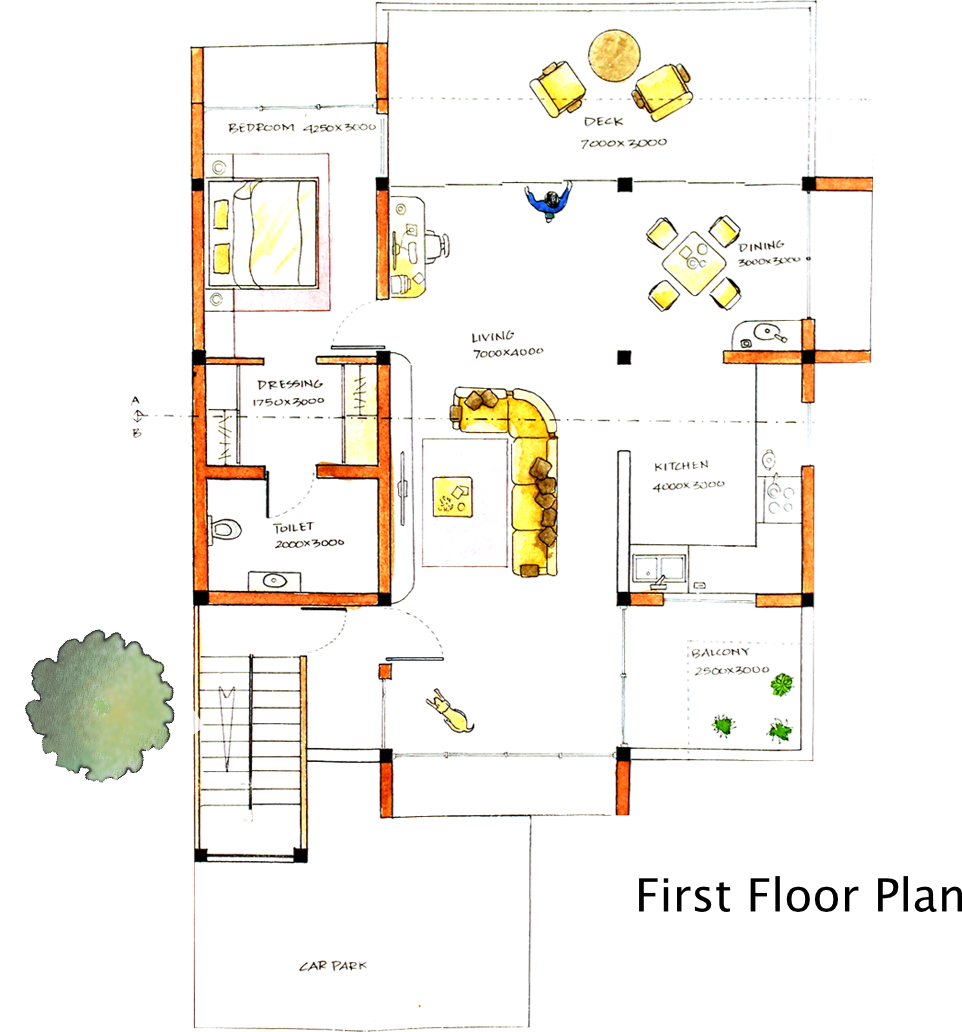 BEDROOM 4250X3000
DECK
7000X3000
DINING
3000X3000
LIVING
7000X4000
DRESSING
1750X3000
A
B
KITCHEN
4000X3000
TOILET
2000X3000
BALCONY
2500X3000
First Floor Plan
CAR PARK